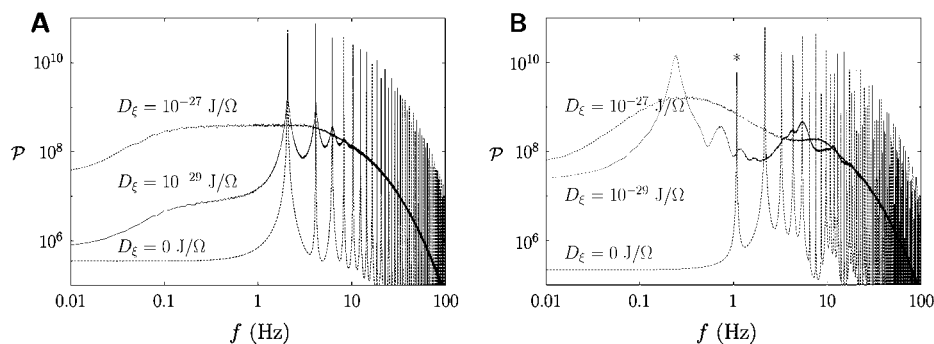 A
10^10
D_ξ = 10^-27 J/Ω
P
10^8
D_ξ = 10^-29 J/Ω
10^6
D_ξ = 0 J/Ω
0.01 0.1 1 10 100
f (Hz)
B
*
10^10
D_ξ = 10^-27 J/Ω
P
10^8
D_ξ = 10^-29 J/Ω
10^6
D_ξ = 0 J/Ω
0.01 0.1 1 10 100
f (Hz)